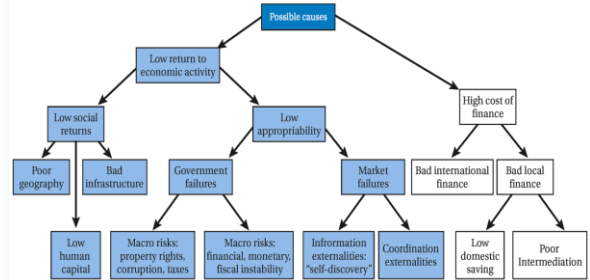 Possible causes
Low return to
economic activity
High cost of
finance
Low social
returns
Low
appropriability
Poor
geography
Bad
infrastructure
Government
failures
Market
failures
Bad international
finance
Bad local
finance
Low
human
capital
Macro risks:
property rights,
corruption, taxes
Macro risks:
financial, monetary,
fiscal instability
Infrormation
externalities:
“self-discovery”
Coordination
externalities
Low
domestic
saving
Poor
Intermediation